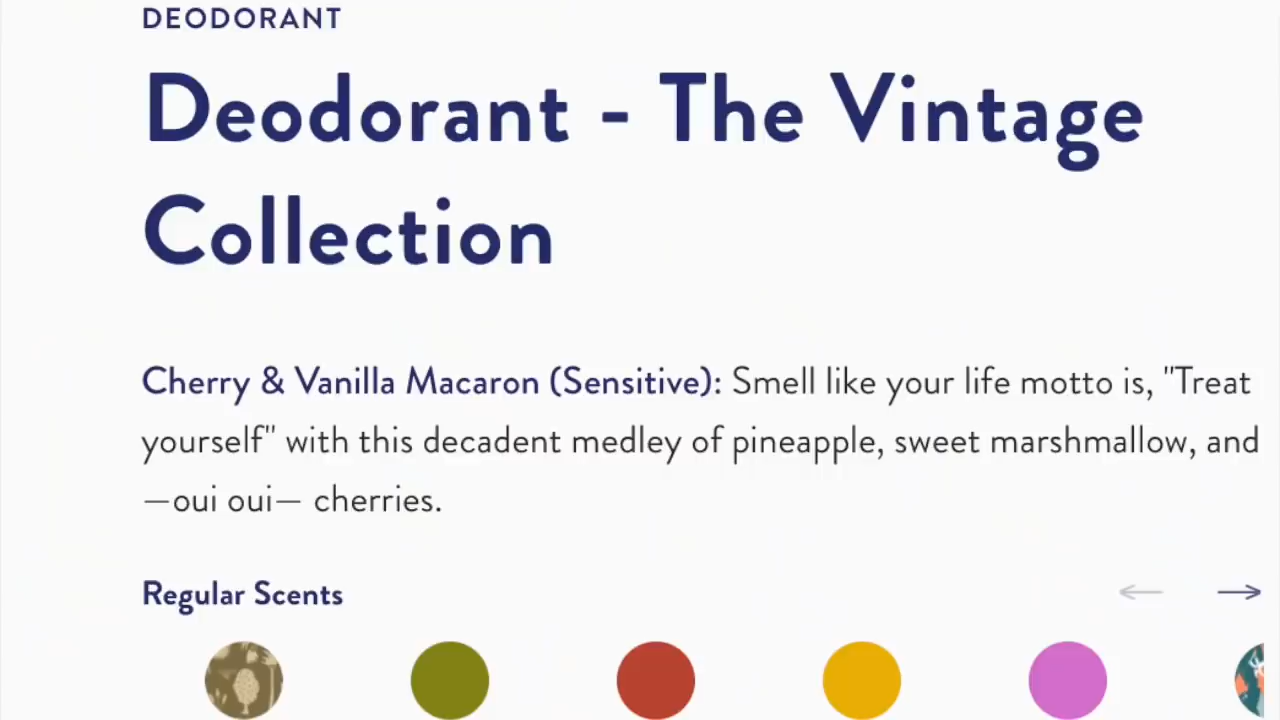 DEODORANT
Deodorant - The Vintage
Collection
Cherry & Vanilla Macaron (Sensitive): Smell like your life motto is, "Treat
yourself" with this decadent medley of pineapple, sweet marshmallow, and
—oui oui— cherries.
Regular Scents